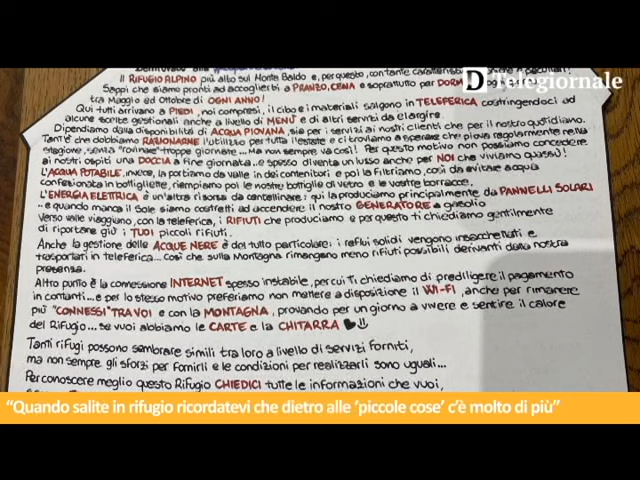 Telegiornale
Il RIFUGIO ALPINO più alto sul Monte Baldo e, per questo, con tante
Sappi che siamo pronti ad accoglierti a PRANZO, CENA e soprattutto per
tra Maggio ed Ottobre di OGNI ANNO!
Qui tutti arrivano a PIEDI, noi compresi, il cibo e i materiali salgono in TELEFERICA costringendoci ad
alcune scelte gestionali anche a livello di MENÙ e di altri servizi da elargire.
Dipendiamo dalla disponibilità di ACQUA PIOVANA, sia per i servizi ai nostri clienti che per il nostro quotidiano.
Tant'è che dobbiamo RAZIONARNE l'utilizzo per tutta l'estate e ci troviamo a sperare che piova regolarmente nella
stagione, senza "rovinare" troppe giornate... Ma non sempre va così! Per questo motivo non possiamo concedere
ai nostri ospiti una DOCCIA a fine giornata.. e spesso diventa un lusso anche per NOI che viviamo quassù!
L'ACQUA POTABILE, invece, la portiamo da valle in dei contenitori e poi la filtriamo, così da evitare acqua
confezionata in bottigliette, riempiamo poi le nostre bottiglie di vetro e le vostre borracce.
L'ENERGIA ELETTRICA è un'altra risorsa da centellinare: qui la produciamo principalmente da PANNELLI SOLARI
.. e quando manca il Sole siamo costretti ad accendere il nostro GENERATORE a gasolio
Verso valle viaggiano, con la teleferica, i RIFIUTI che produciamo e per questo ti chiediamo gentilmente
di riportare giù i TUOI piccoli rifiuti.
Anche la gestione delle ACQUE NERE è del tutto particolare: i reflui solidi vengono insacchettati e
trasportati in teleferica... così che sulla Montagna rimangano meno rifiuti possibili derivanti dalla nostra
presenza.
Altro punto è la connessione INTERNET spesso instabile, per cui Ti chiediamo di prediligere il pagamento
in contanti... e per lo stesso motivo preferiamo non mettere a disposizione il WI-FI, anche per rimanere
più "CONNESSI" TRA VOI e con la MONTAGNA, provando per un giorno a vivere e sentire il calore
del Rifugio... se vuoi abbiamo le CARTE e la CHITARRA
Tanti rifugi possono sembrare simili tra loro a livello di servizi forniti,
ma non sempre gli sforzi per fornirli e le condizioni per realizzarli sono uguali...
Per conoscere meglio questo Rifugio CHIEDICI tutte le informazioni che vuoi,
“Quando salite in rifugio ricordatevi che dietro alle ‘piccole cose’ c’è molto di più”